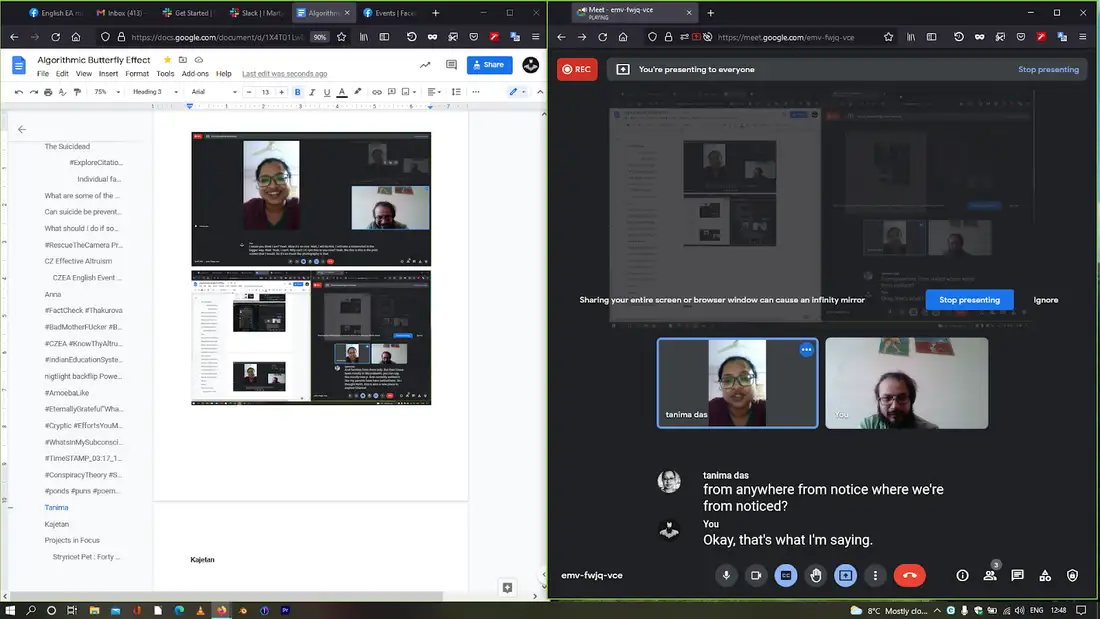 English EA m
Inbox (413)
Get Started |
Slack | ! Mart
Algorithm
Events | Face
https://docs.google.com/document/d/1X4T01Lw
90%
Algorithmic Butterfly Effect
File Edit View Insert Format Tools Add-ons Help Last edit was seconds ago
Share
75% Heading 3 Arial 13
The Suicidead
#ExploreCitatio...
Individual fa...
What are some of the ...
Can suicide be prevent...
What should i do if so...
#RescueTheCamera Pr...
CZ Effective Altruism
CZEA English Event ...
Anna
#FactCheck #Thakurova
#BadMotherFUcker #B...
#CZEA #KnowThyAltru...
#IndianEducationSyste...
nigtlight backflip Powe...
#AmoebaLike
#EternallyGrateful"Wha...
#Cryptic #EffortsYouM...
#WhatsInMySubconsci...
#TimeSTAMP_03:17_1...
#ConspiracyTheory #S...
#ponds #puns #poem...
Tanima
Kajetan
Projects in Focus
Stryricet Pet : Forty ...
Kajetan
Meet - emv-fwjq-vce
PLAYING
https://meet.google.com/emv-fwjq-vce
REC
You're presenting to everyone
Stop presenting
Sharing your entire screen or browser window can cause an infinity mirror
Stop presenting
Ignore
tanima das
You
tanima das
from anywhere from notice where we're
from noticed?
You
Okay, that's what I'm saying.
emv-fwjq-vce
3
8°C Mostly clo...
ENG 12:48